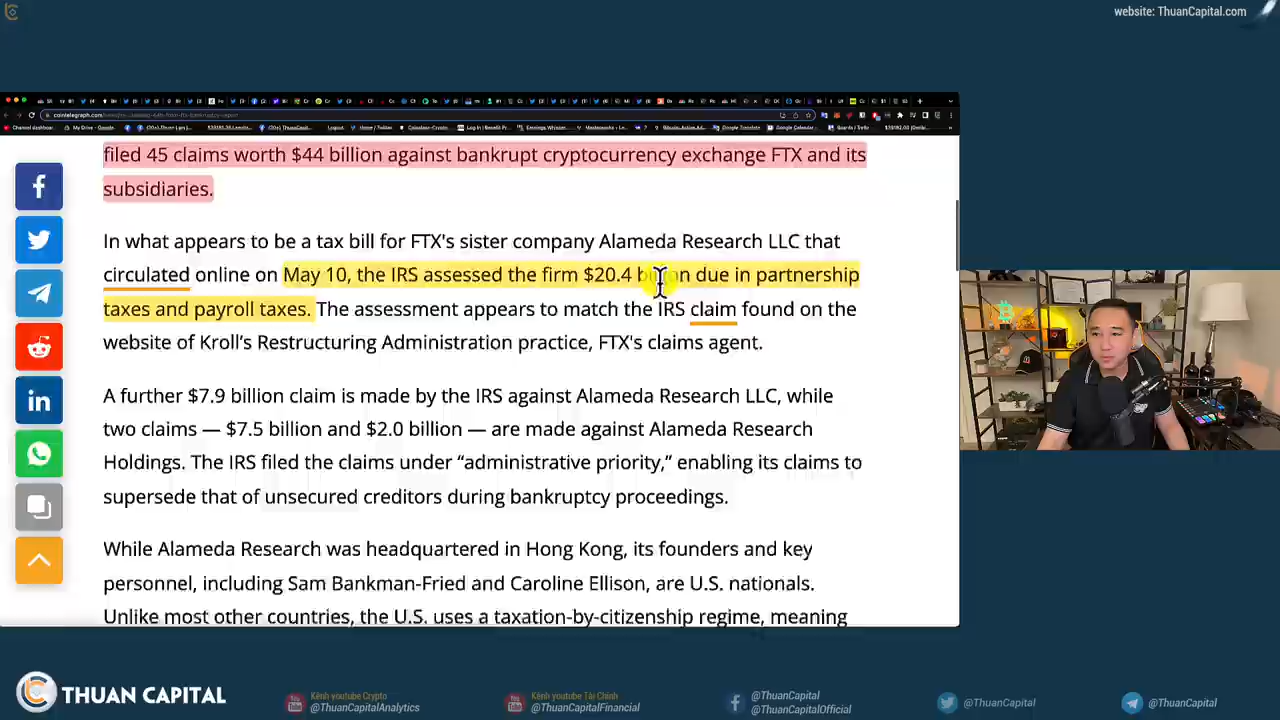 website: ThuanCapital.com
filed 45 claims worth $44 billion against bankrupt cryptocurrency exchange FTX and its
subsidiaries.
In what appears to be a tax bill for FTX's sister company Alameda Research LLC that
circulated online on May 10, the IRS assessed the firm $20.4 billion due in partnership
taxes and payroll taxes. The assessment appears to match the IRS claim found on the
website of Kroll’s Restructuring Administration practice, FTX's claims agent.
A further $7.9 billion claim is made by the IRS against Alameda Research LLC, while
two claims — $7.5 billion and $2.0 billion — are made against Alameda Research
Holdings. The IRS filed the claims under “administrative priority,” enabling its claims to
supersede that of unsecured creditors during bankruptcy proceedings.
While Alameda Research was headquartered in Hong Kong, its founders and key
personnel, including Sam Bankman-Fried and Caroline Ellison, are U.S. nationals.
Unlike most other countries, the U.S. uses a taxation-by-citizenship regime, meaning
THUAN CAPITAL
Kênh youtube Crypto
@ThuanCapitalAnalytics
Kênh youtube Tài Chính
@ThuanCapitalFinancial
@ThuanCapital
@ThuanCapitalOfficial
@ThuanCapital
@ThuanCapital